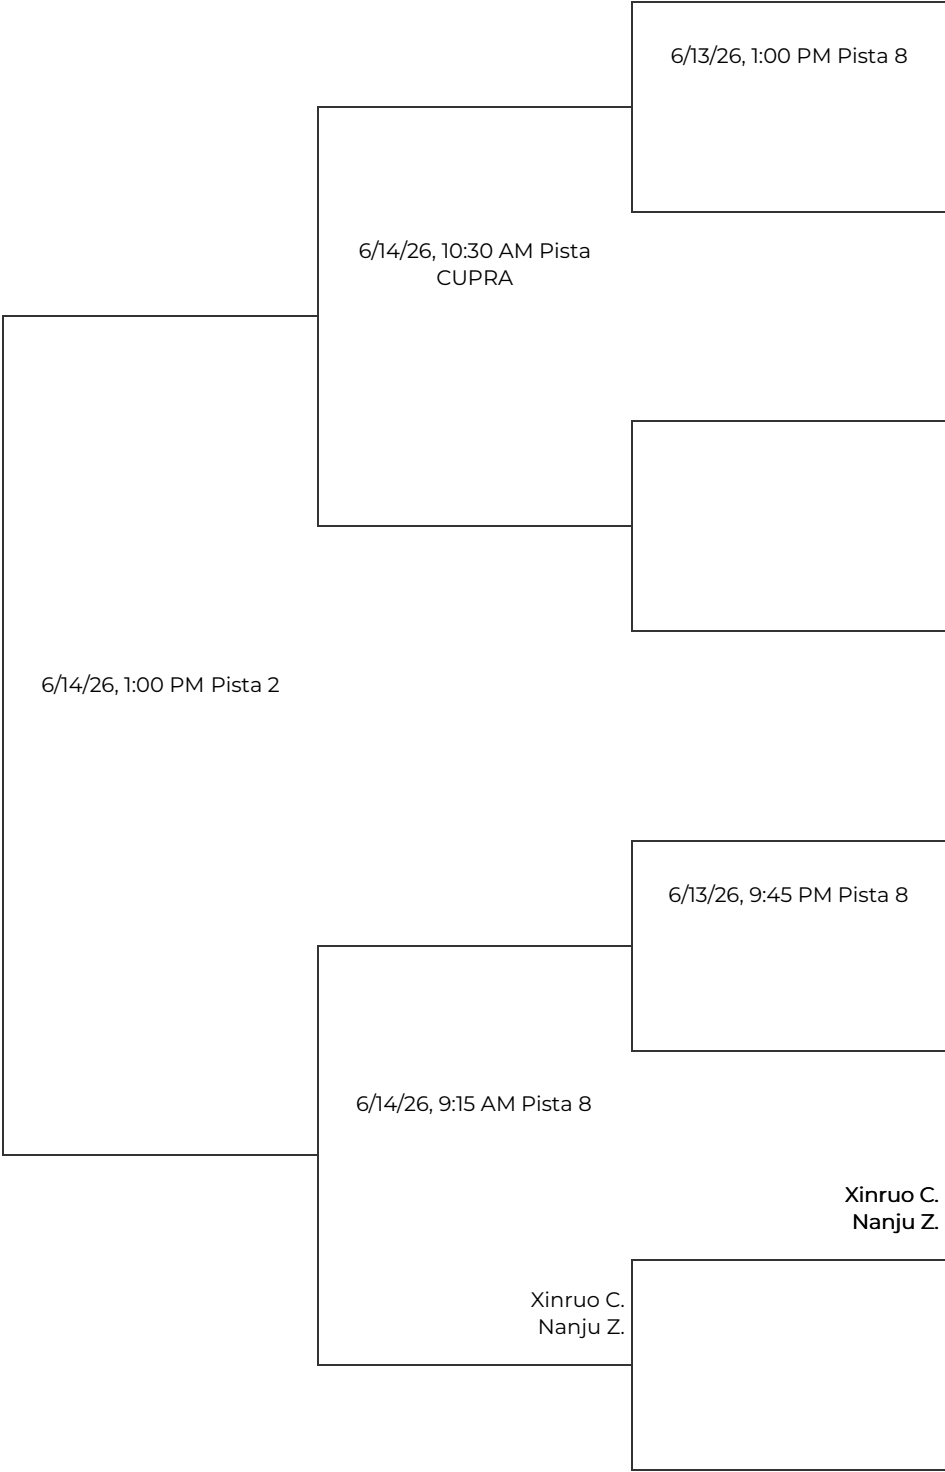 6/13/26, 1:00 PM Pista 8
6/14/26, 10:30 AM Pista
CUPRA
6/14/26, 1:00 PM Pista 2
6/13/26, 9:45 PM Pista 8
6/14/26, 9:15 AM Pista 8
Xinruo C.
Nanju Z.
Xinruo C.
Nanju Z.